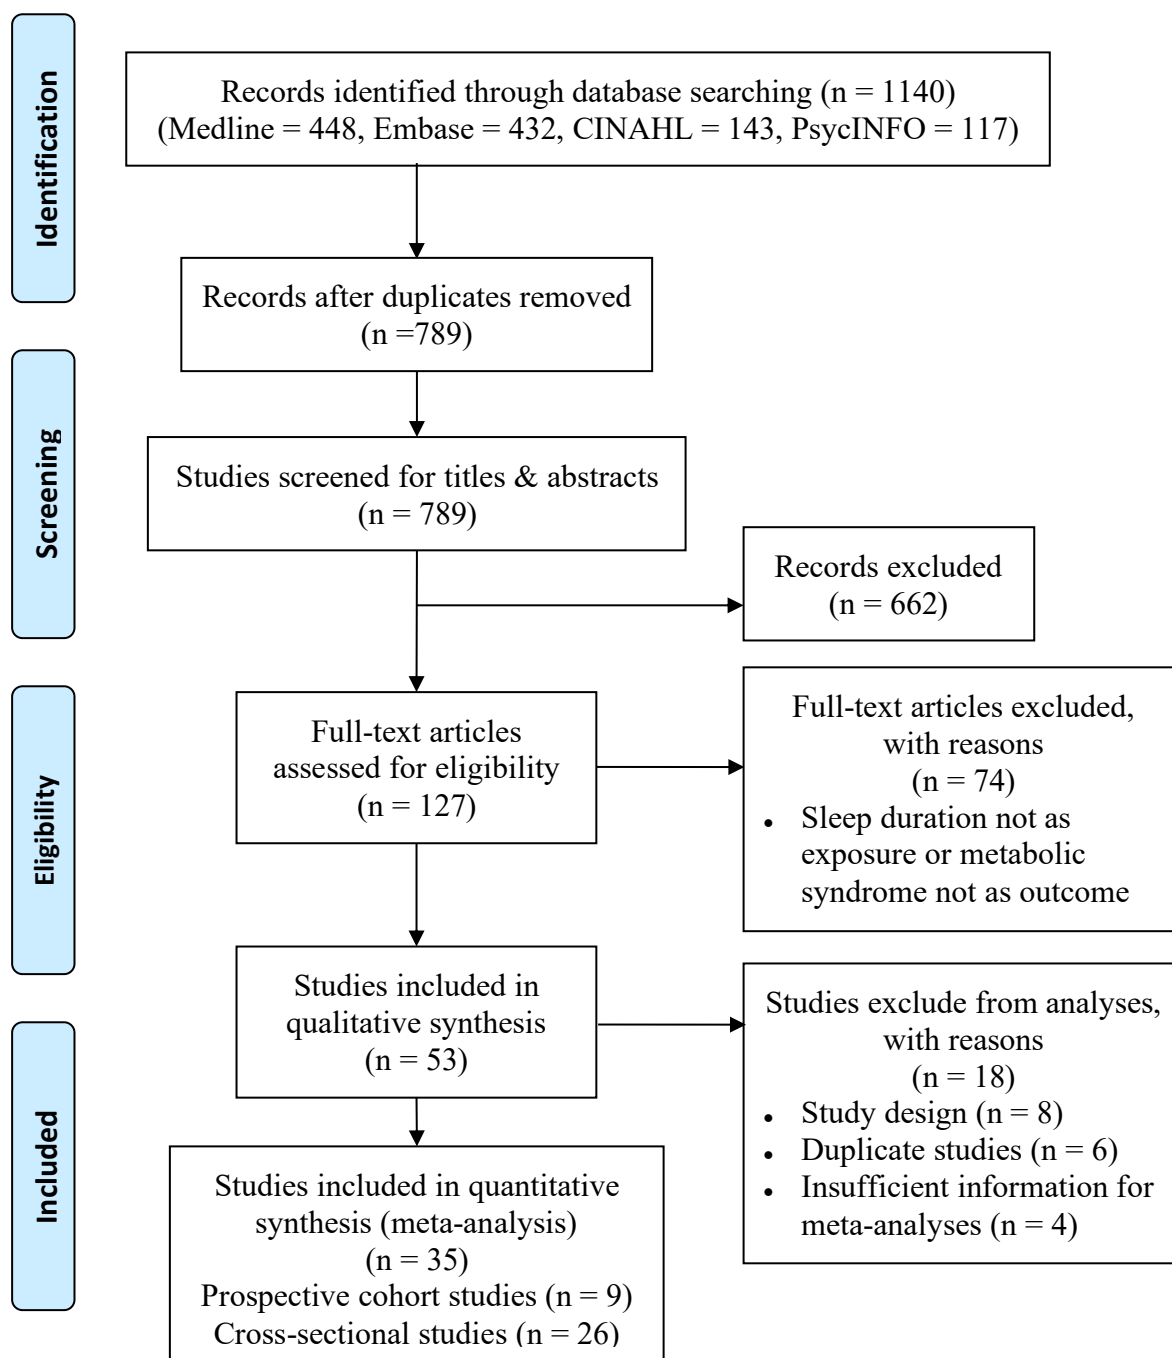 Identification
Records identified through database searching (n = 1140)
(Medline = 448, Embase = 432, CINAHL = 143, PsycINFO = 117)
Records after duplicates removed
(n =789)
Screening
Studies screened for titles & abstracts
(n = 789)
Records excluded
(n = 662)
Eligibility
Full-text articles
assessed for eligibility
(n = 127)
Full-text articles excluded,
with reasons
(n = 74)
• Sleep duration not as
exposure or metabolic
syndrome not as outcome
Studies included in
qualitative synthesis
(n = 53)
Studies exclude from analyses,
with reasons
(n = 18)
• Study design (n = 8)
• Duplicate studies (n = 6)
• Insufficient information for
meta-analyses (n = 4)
Included
Studies included in quantitative
synthesis (meta-analysis)
(n = 35)
Prospective cohort studies (n = 9)
Cross-sectional studies (n = 26)